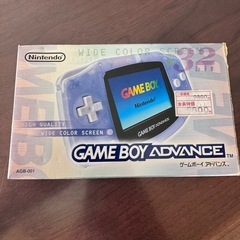 Nintendo
WIDE COLOR SCREEN
32
BIT
GAME BOY
Nintendo
HIGH QUALITY
WIDE COLOR SCREEN
GAME BOY ADVANCE
AGB-001
ゲームボーイアドバンス